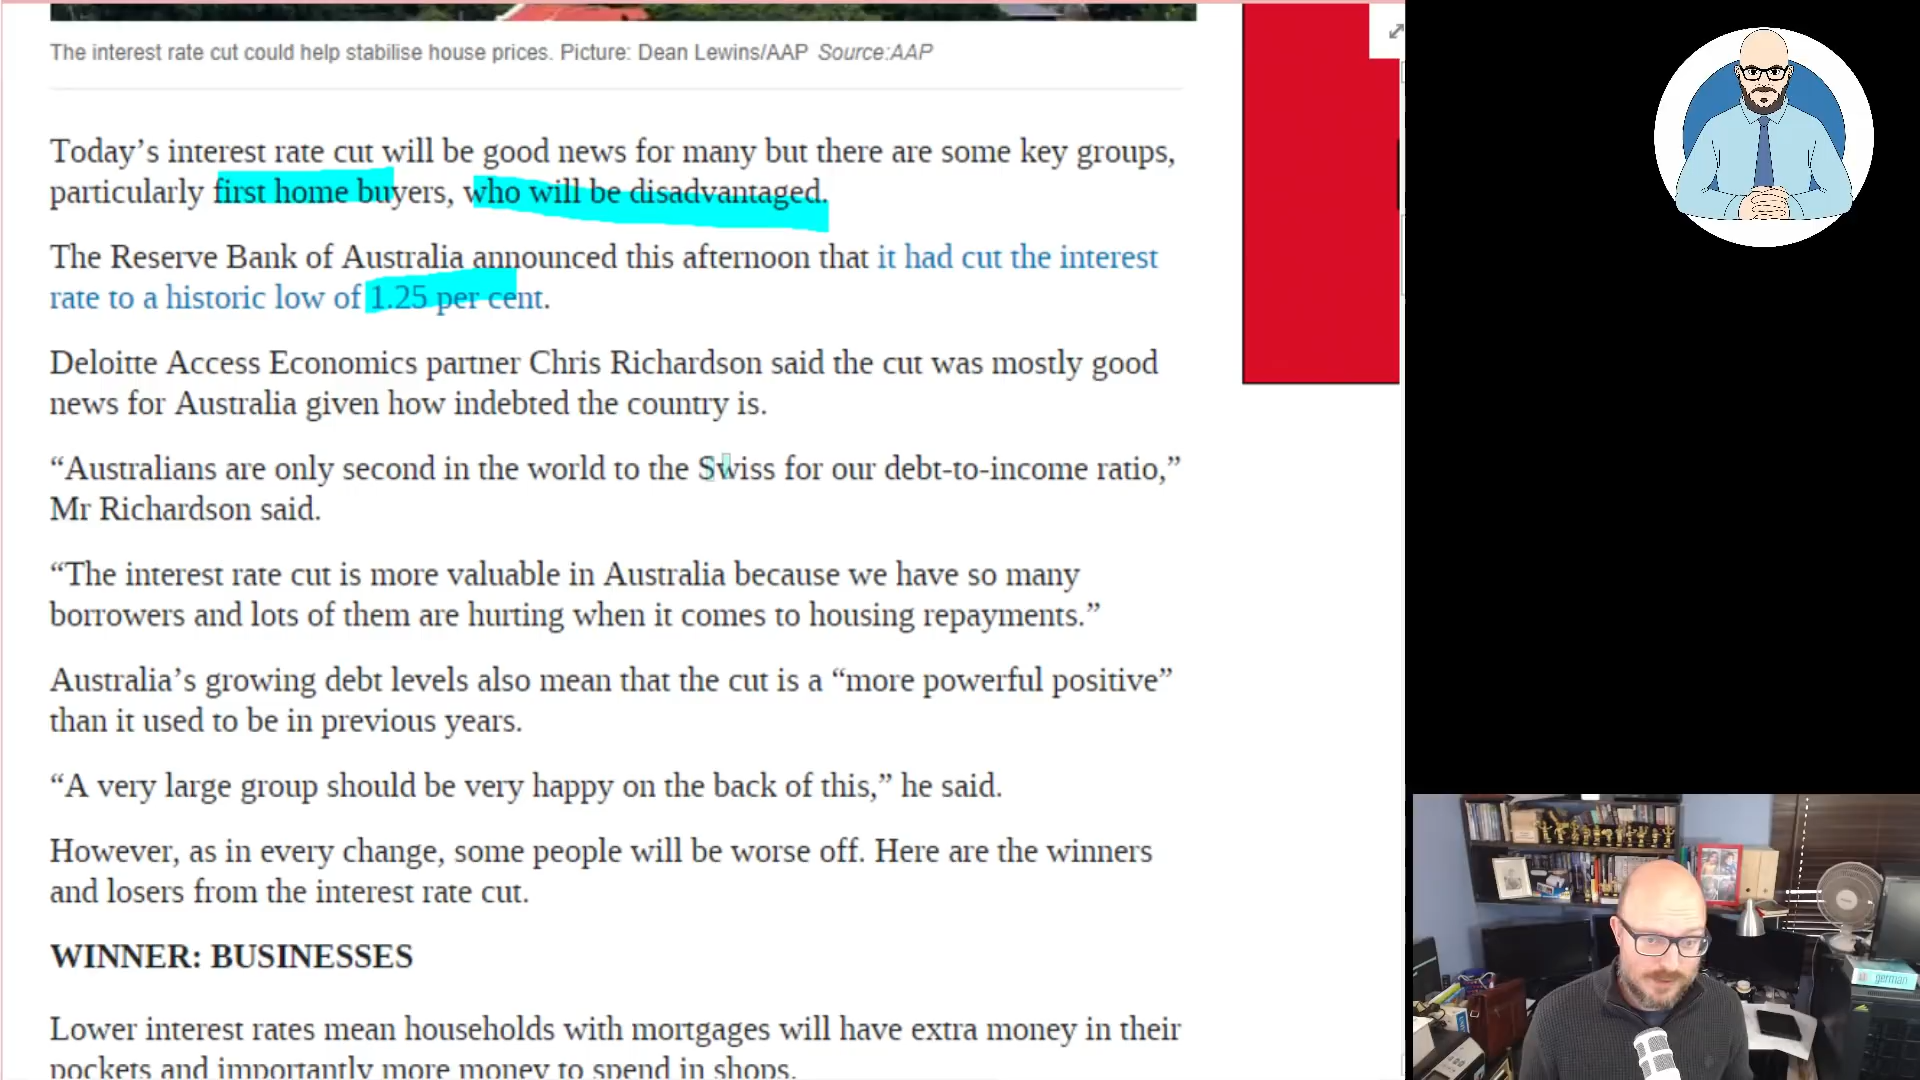 The interest rate cut could help stabilise house prices. Picture: Dean Lewins/AAP Source:AAP
Today’s interest rate cut will be good news for many but there are some key groups,
particularly first home buyers, who will be disadvantaged.
The Reserve Bank of Australia announced this afternoon that it had cut the interest
rate to a historic low of 1.25 per cent.
Deloitte Access Economics partner Chris Richardson said the cut was mostly good
news for Australia given how indebted the country is.
“Australians are only second in the world to the Swiss for our debt-to-income ratio,”
Mr Richardson said.
“The interest rate cut is more valuable in Australia because we have so many
borrowers and lots of them are hurting when it comes to housing repayments.”
Australia’s growing debt levels also mean that the cut is a “more powerful positive”
than it used to be in previous years.
“A very large group should be very happy on the back of this,” he said.
However, as in every change, some people will be worse off. Here are the winners
and losers from the interest rate cut.
WINNER: BUSINESSES
Lower interest rates mean households with mortgages will have extra money in their
pockets and importantly more money to spend in shops.
german